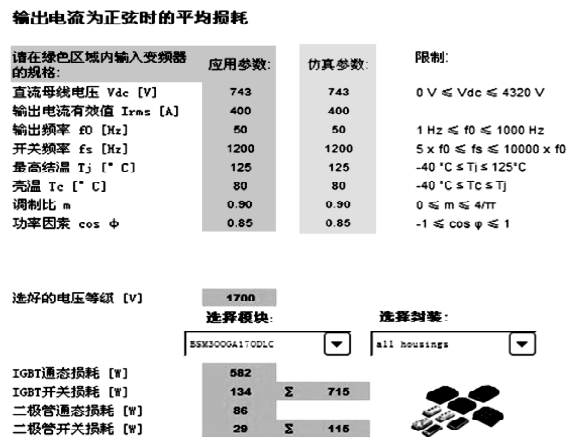 输出电流为正弦时的平均损耗
请在绿色区域内输入变频器的规格: 应用参数: 仿真参数: 限制:
直流母线电压 Vdc [V] 743 743 0 V ≤ Vdc ≤ 4320 V
输出电流有效值 Irms [A] 400 400
输出频率 f0 [Hz] 50 50 1 Hz ≤ f0 ≤ 1000 Hz
开关频率 fs [Hz] 1200 1200 5 x f0 ≤ fs ≤ 10000 x f0
最高结温 Tj [° C] 125 125 -40 °C ≤ Tj ≤ 125°C
壳温 Tc [° C] 80 80 -40 °C ≤ Tc ≤ Tj
调制比 m 0.90 0.90 0 ≤ m ≤ 4/π
功率因素 cos φ 0.85 0.85 -1 ≤ cos φ ≤ 1
选好的电压等级 [V] 1700
选择模块: 选择封装:
BSM300GA170DLC all housings
IGBT通态损耗 [W] 582
IGBT开关损耗 [W] 134 Σ 715
二极管通态损耗 [W] 86
二极管开关损耗 [W] 29 Σ 115